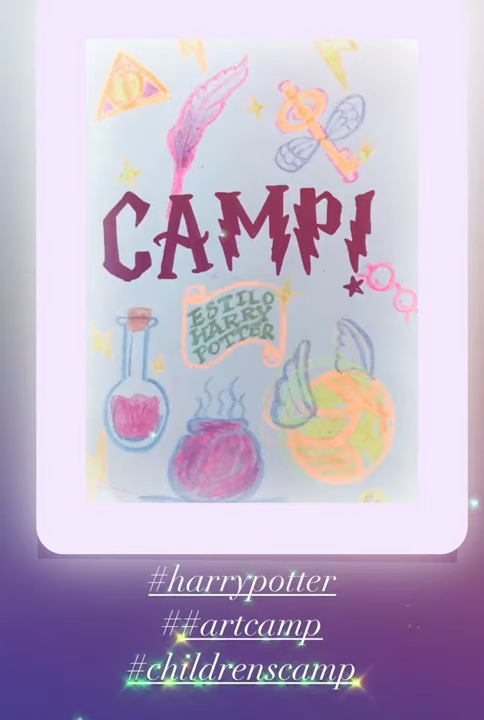 CAMP!
ESTILO
HARRY
POTTER
#harrypotter
##artcamp
#childrenscamp